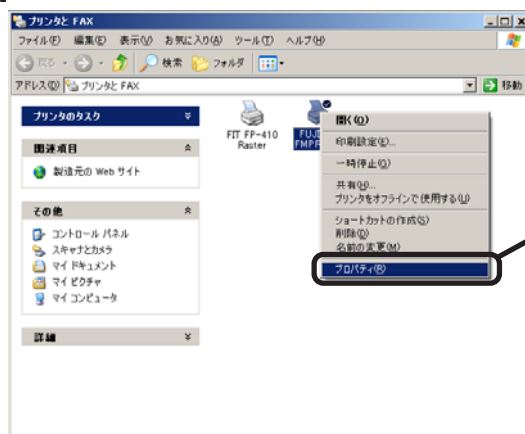 プリンタと FAX
ファイル(F) 編集(E) 表示(V) お気に入り(A) ツール(T) ヘルプ(H)
戻る 検索 フォルダ
アドレス(D) プリンタと FAX 移動
プリンタのタスク
関連項目
製造元の Web サイト
その他
コントロール パネル
スキャナとカメラ
マイ ドキュメント
マイ ピクチャ
マイ コンピュータ
詳細
FIT FP-410
Raster
FUJ
FMPR
開く(O)
印刷設定(E)...
一時停止(G)
共有(H)...
プリンタをオフラインで使用する(U)
ショートカットの作成(S)
削除(D)
名前の変更(M)
プロパティ(R)